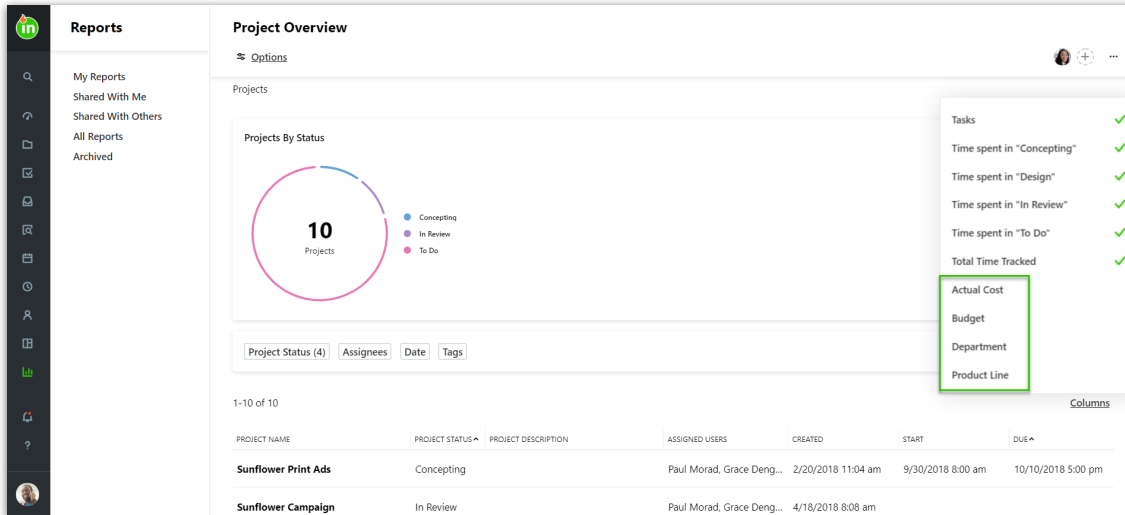 in
Reports
My Reports
Shared With Me
Shared With Others
All Reports
Archived
Project Overview
Options
Projects
Projects By Status
10
Projects
Concepting
In Review
To Do
Tasks
Time spent in "Concepting"
Time spent in "Design"
Time spent in "In Review"
Time spent in "To Do"
Total Time Tracked
Actual Cost
Budget
Department
Product Line
Project Status (4) Assignees Date Tags
1-10 of 10 Columns
PROJECT NAME PROJECT STATUS PROJECT DESCRIPTION ASSIGNED USERS CREATED START DUE
Sunflower Print Ads Concepting Paul Morad, Grace Deng... 2/20/2018 11:04 am 9/30/2018 8:00 am 10/10/2018 5:00 pm
Sunflower Campaign In Review Paul Morad, Grace Deng... 4/18/2018 8:08 am